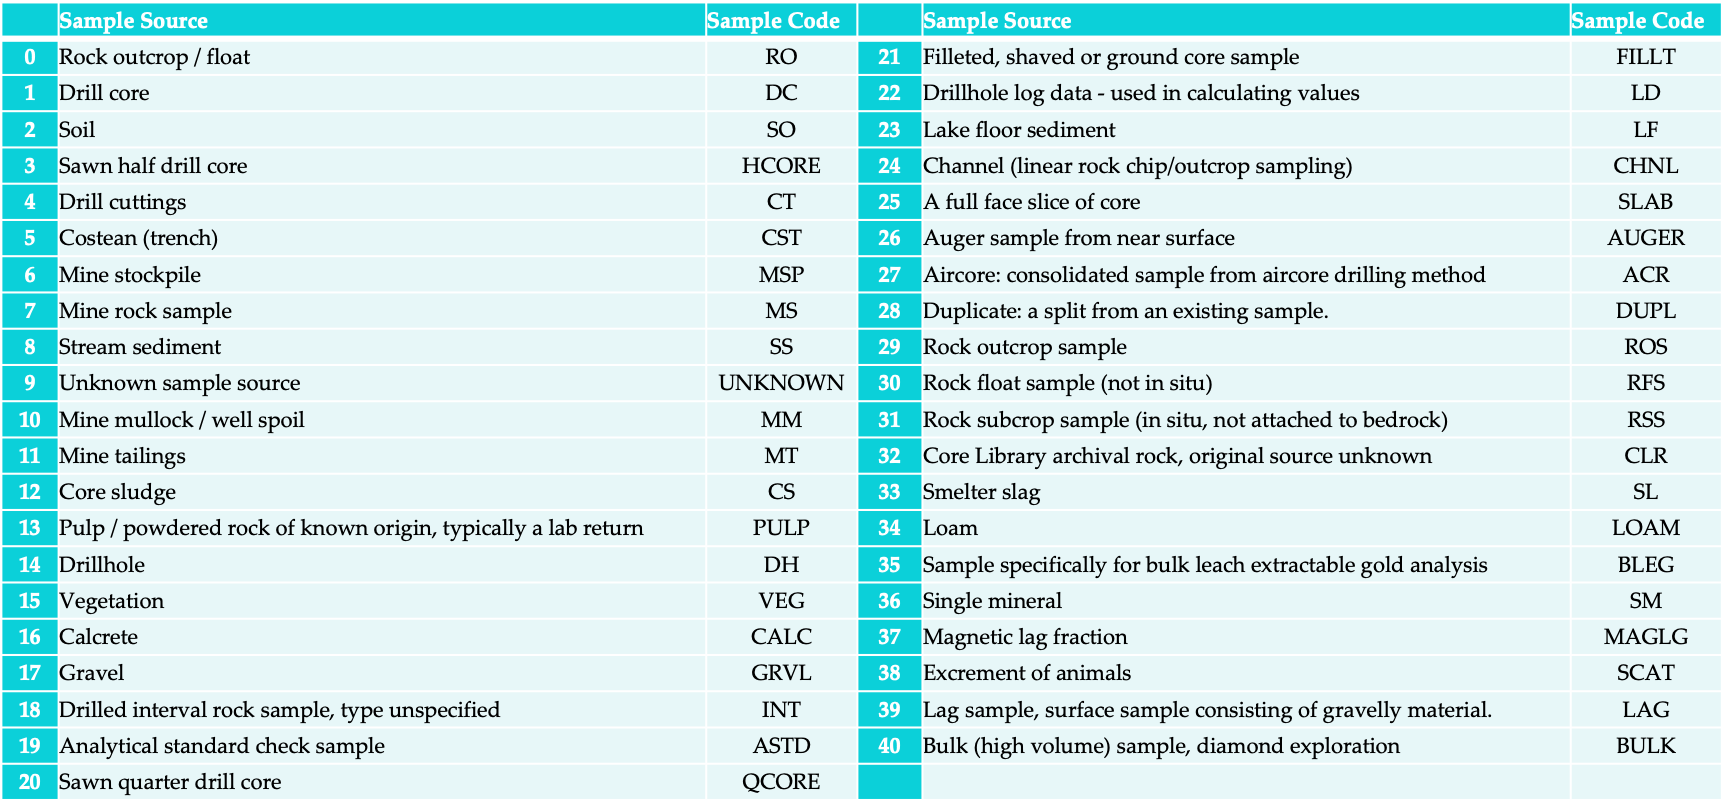 Sample Source Sample Code Sample Source Sample Code
0 Rock outcrop / float RO 21 Filleted, shaved or ground core sample FILLT
1 Drill core DC 22 Drillhole log data - used in calculating values LD
2 Soil SO 23 Lake floor sediment LF
3 Sawn half drill core HCORE 24 Channel (linear rock chip/outcrop sampling) CHNL
4 Drill cuttings CT 25 A full face slice of core SLAB
5 Costean (trench) CST 26 Auger sample from near surface AUGER
6 Mine stockpile MSP 27 Aircore: consolidated sample from aircore drilling method ACR
7 Mine rock sample MS 28 Duplicate: a split from an existing sample. DUPL
8 Stream sediment SS 29 Rock outcrop sample ROS
9 Unknown sample source UNKNOWN 30 Rock float sample (not in situ) RFS
10 Mine mullock / well spoil MM 31 Rock subcrop sample (in situ, not attached to bedrock) RSS
11 Mine tailings MT 32 Core Library archival rock, original source unknown CLR
12 Core sludge CS 33 Smelter slag SL
13 Pulp / powdered rock of known origin, typically a lab return PULP 34 Loam LOAM
14 Drillhole DH 35 Sample specifically for bulk leach extractable gold analysis BLEG
15 Vegetation VEG 36 Single mineral SM
16 Calcrete CALC 37 Magnetic lag fraction MAGLG
17 Gravel GRVL 38 Excrement of animals SCAT
18 Drilled interval rock sample, type unspecified INT 39 Lag sample, surface sample consisting of gravelly material. LAG
19 Analytical standard check sample ASTD 40 Bulk (high volume) sample, diamond exploration BULK
20 Sawn quarter drill core QCORE